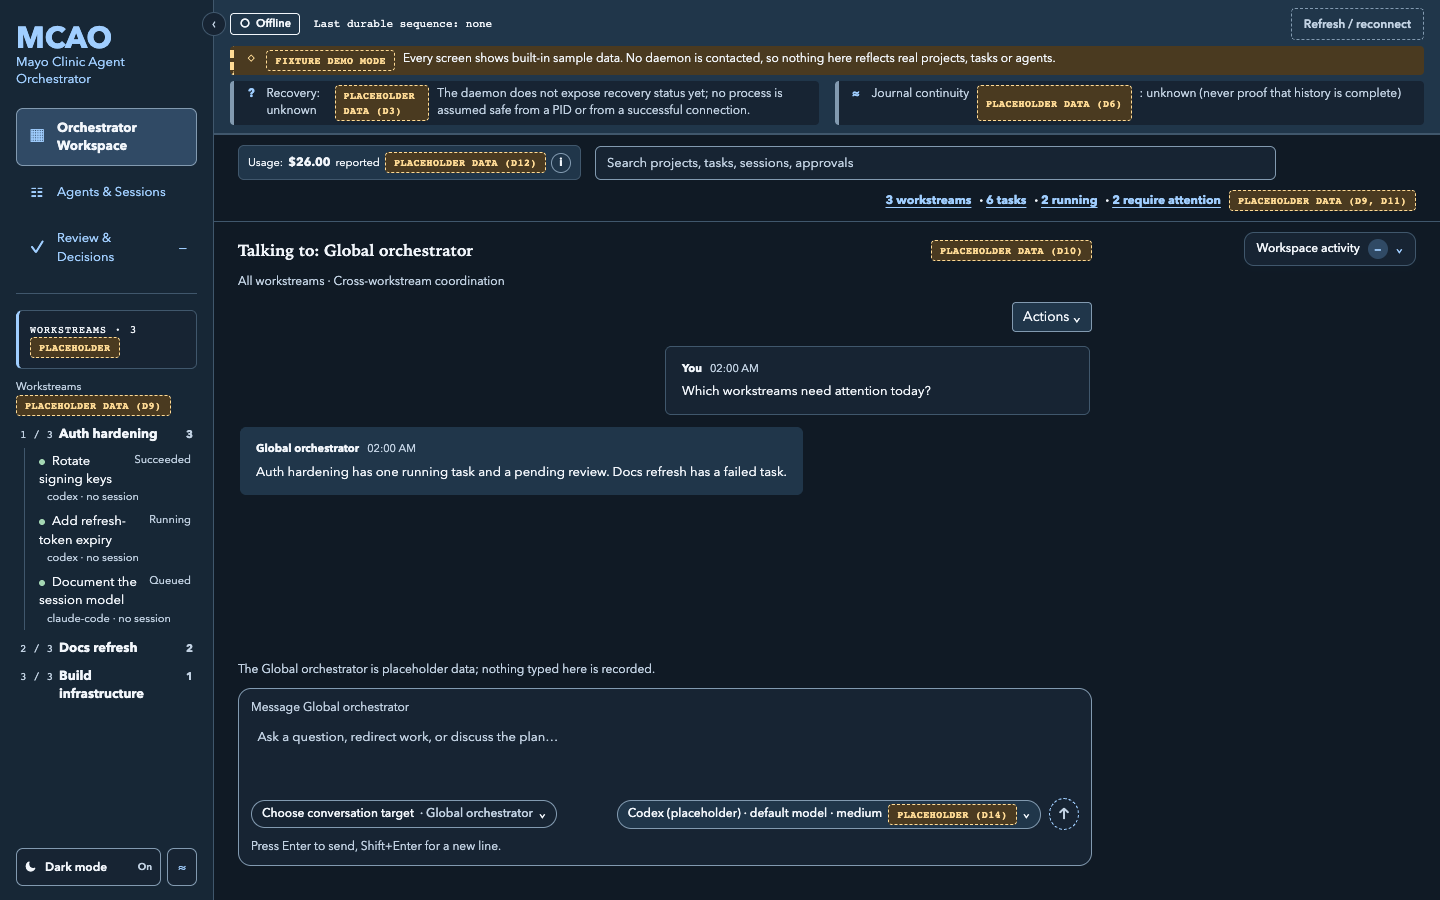 MCAO
Mayo Clinic Agent
Orchestrator
Orchestrator
Workspace
Agents & Sessions
Review &
Decisions
–
WORKSTREAMS · 3
PLACEHOLDER
Workstreams
PLACEHOLDER DATA (D9)
1 / 3 Auth hardening 3
Rotate signing keys Succeeded
codex · no session
Add refresh-token expiry Running
codex · no session
Document the session model Queued
claude-code · no session
2 / 3 Docs refresh 2
3 / 3 Build infrastructure 1
Dark mode On
≈
‹
Offline Last durable sequence: none
Refresh / reconnect
◇ FIXTURE DEMO MODE Every screen shows built-in sample data. No daemon is contacted, so nothing here reflects real projects, tasks or agents.
? Recovery: unknown PLACEHOLDER DATA (D3) The daemon does not expose recovery status yet; no process is
assumed safe from a PID or from a successful connection.
≈ Journal continuity PLACEHOLDER DATA (D6) : unknown (never proof that history is complete)
Usage: $26.00 reported PLACEHOLDER DATA (D12) i
Search projects, tasks, sessions, approvals
3 workstreams · 6 tasks · 2 running · 2 require attention PLACEHOLDER DATA (D9, D11)
Talking to: Global orchestrator
PLACEHOLDER DATA (D10)
Workspace activity –
All workstreams · Cross-workstream coordination
Actions
You 02:00 AM
Which workstreams need attention today?
Global orchestrator 02:00 AM
Auth hardening has one running task and a pending review. Docs refresh has a failed task.
The Global orchestrator is placeholder data; nothing typed here is recorded.
Message Global orchestrator
Ask a question, redirect work, or discuss the plan…
Choose conversation target · Global orchestrator
Codex (placeholder) · default model · medium PLACEHOLDER (D14)
Press Enter to send, Shift+Enter for a new line.